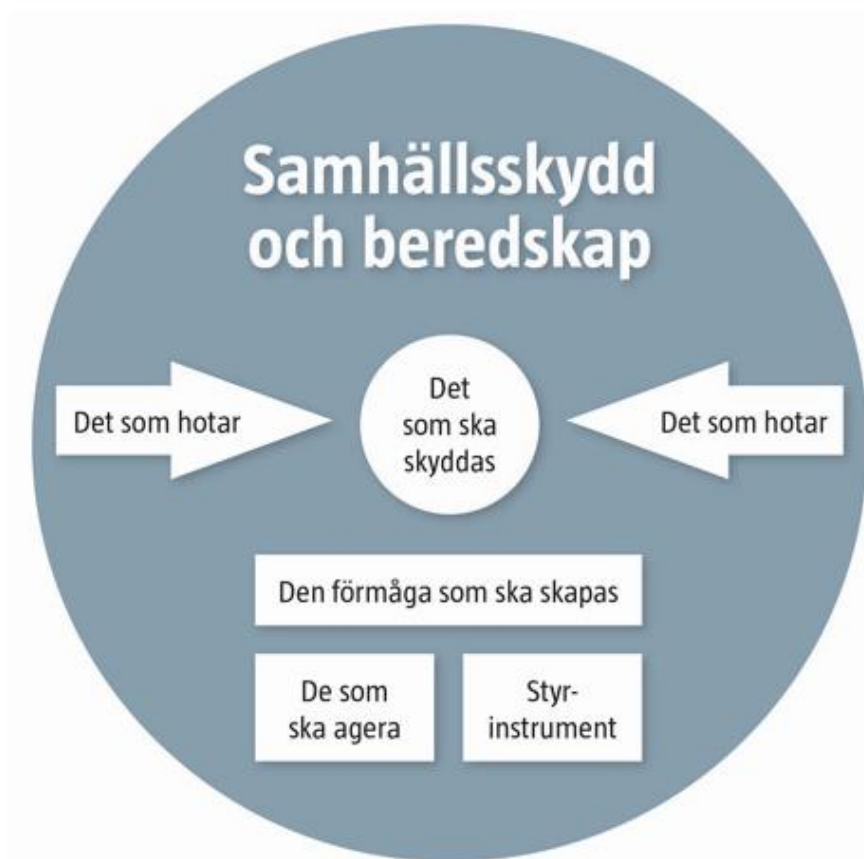 Samhällsskydd
och beredskap
Det som hotar
Det
som ska
skyddas
Det som hotar
Den förmåga som ska skapas
De som
ska agera
Styr-
instrument